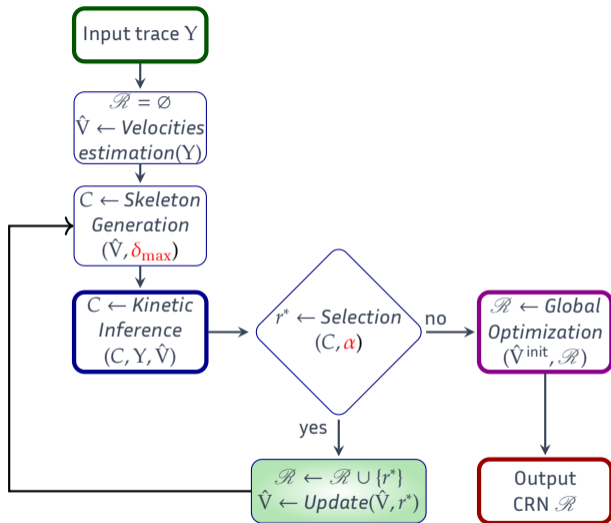 Input trace Y
ℛ = ∅
V̂ ← Velocities
estimation(Y)
C ← Skeleton
Generation
(V̂, δmax)
C ← Kinetic
Inference
(C, Y, V̂)
r* ← Selection
(C, α)
no
ℛ ← Global
Optimization
(V̂init, ℛ)
yes
ℛ ← ℛ ∪ {r*}
V̂ ← Update(V̂, r*)
Output
CRN ℛ